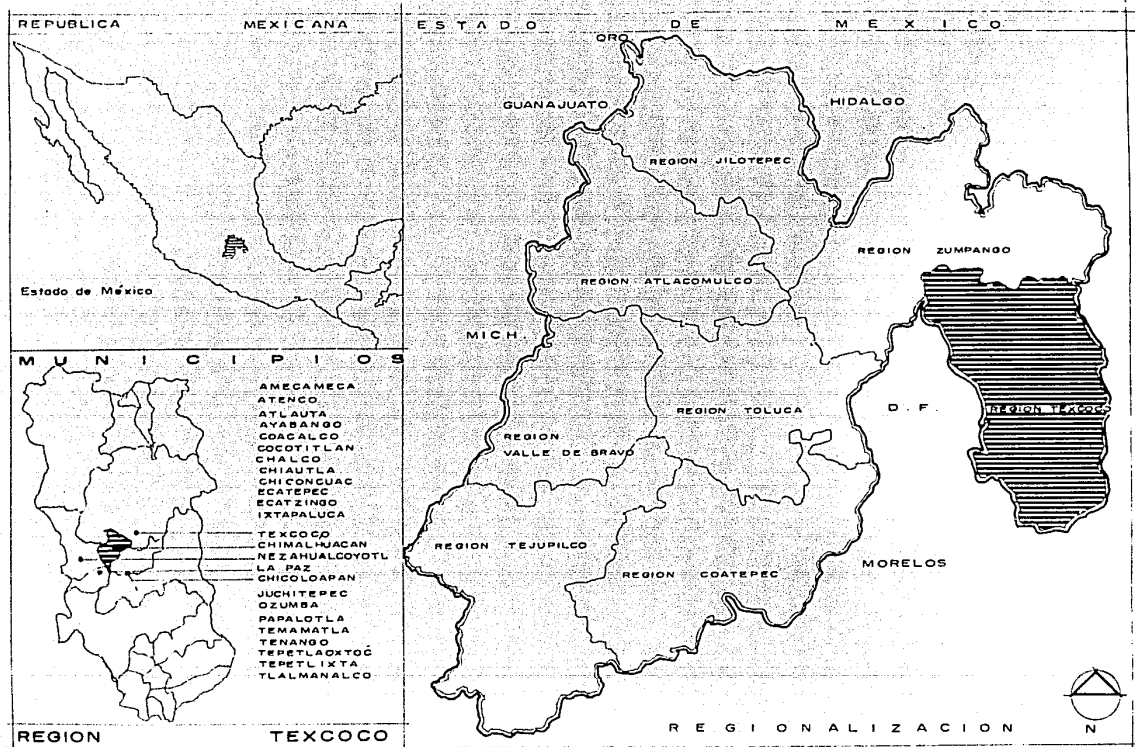 REPUBLICA MEXICANA
Estado de México
MUNICIPIOS
AMECAMECA
ATENCO
ATLAUTA
AYABANGO
COACALCO
COCOTITLAN
CHALCO
CHIAUTLA
CHICONCUAC
ECATEPEC
ECATZINGO
IXTAPALUCA
TEXCOCO
CHIMALHUACAN
NEZAHUALCOYOTL
LA PAZ
CHICOLOAPAN
JUCHITEPEC
OZUMBA
PAPALOTLA
TEMAMATLA
TENANGO
TEPETLAOXTOC
TEPETLIXTA
TLALMANALCO
REGION TEXCOCO
ESTADO DE MEXICO
QRO.
GUANAJUATO
HIDALGO
REGION JILOTEPEC
REGION ZUMPANGO
REGION ATLACOMULCO
MICH.
REGION TOLUCA
D.F.
REGION TEXCOCO
REGION
VALLE DE BRAVO
REGION TEJUPILCO
REGION COATEPEC
MORELOS
REGIONALIZACION
N